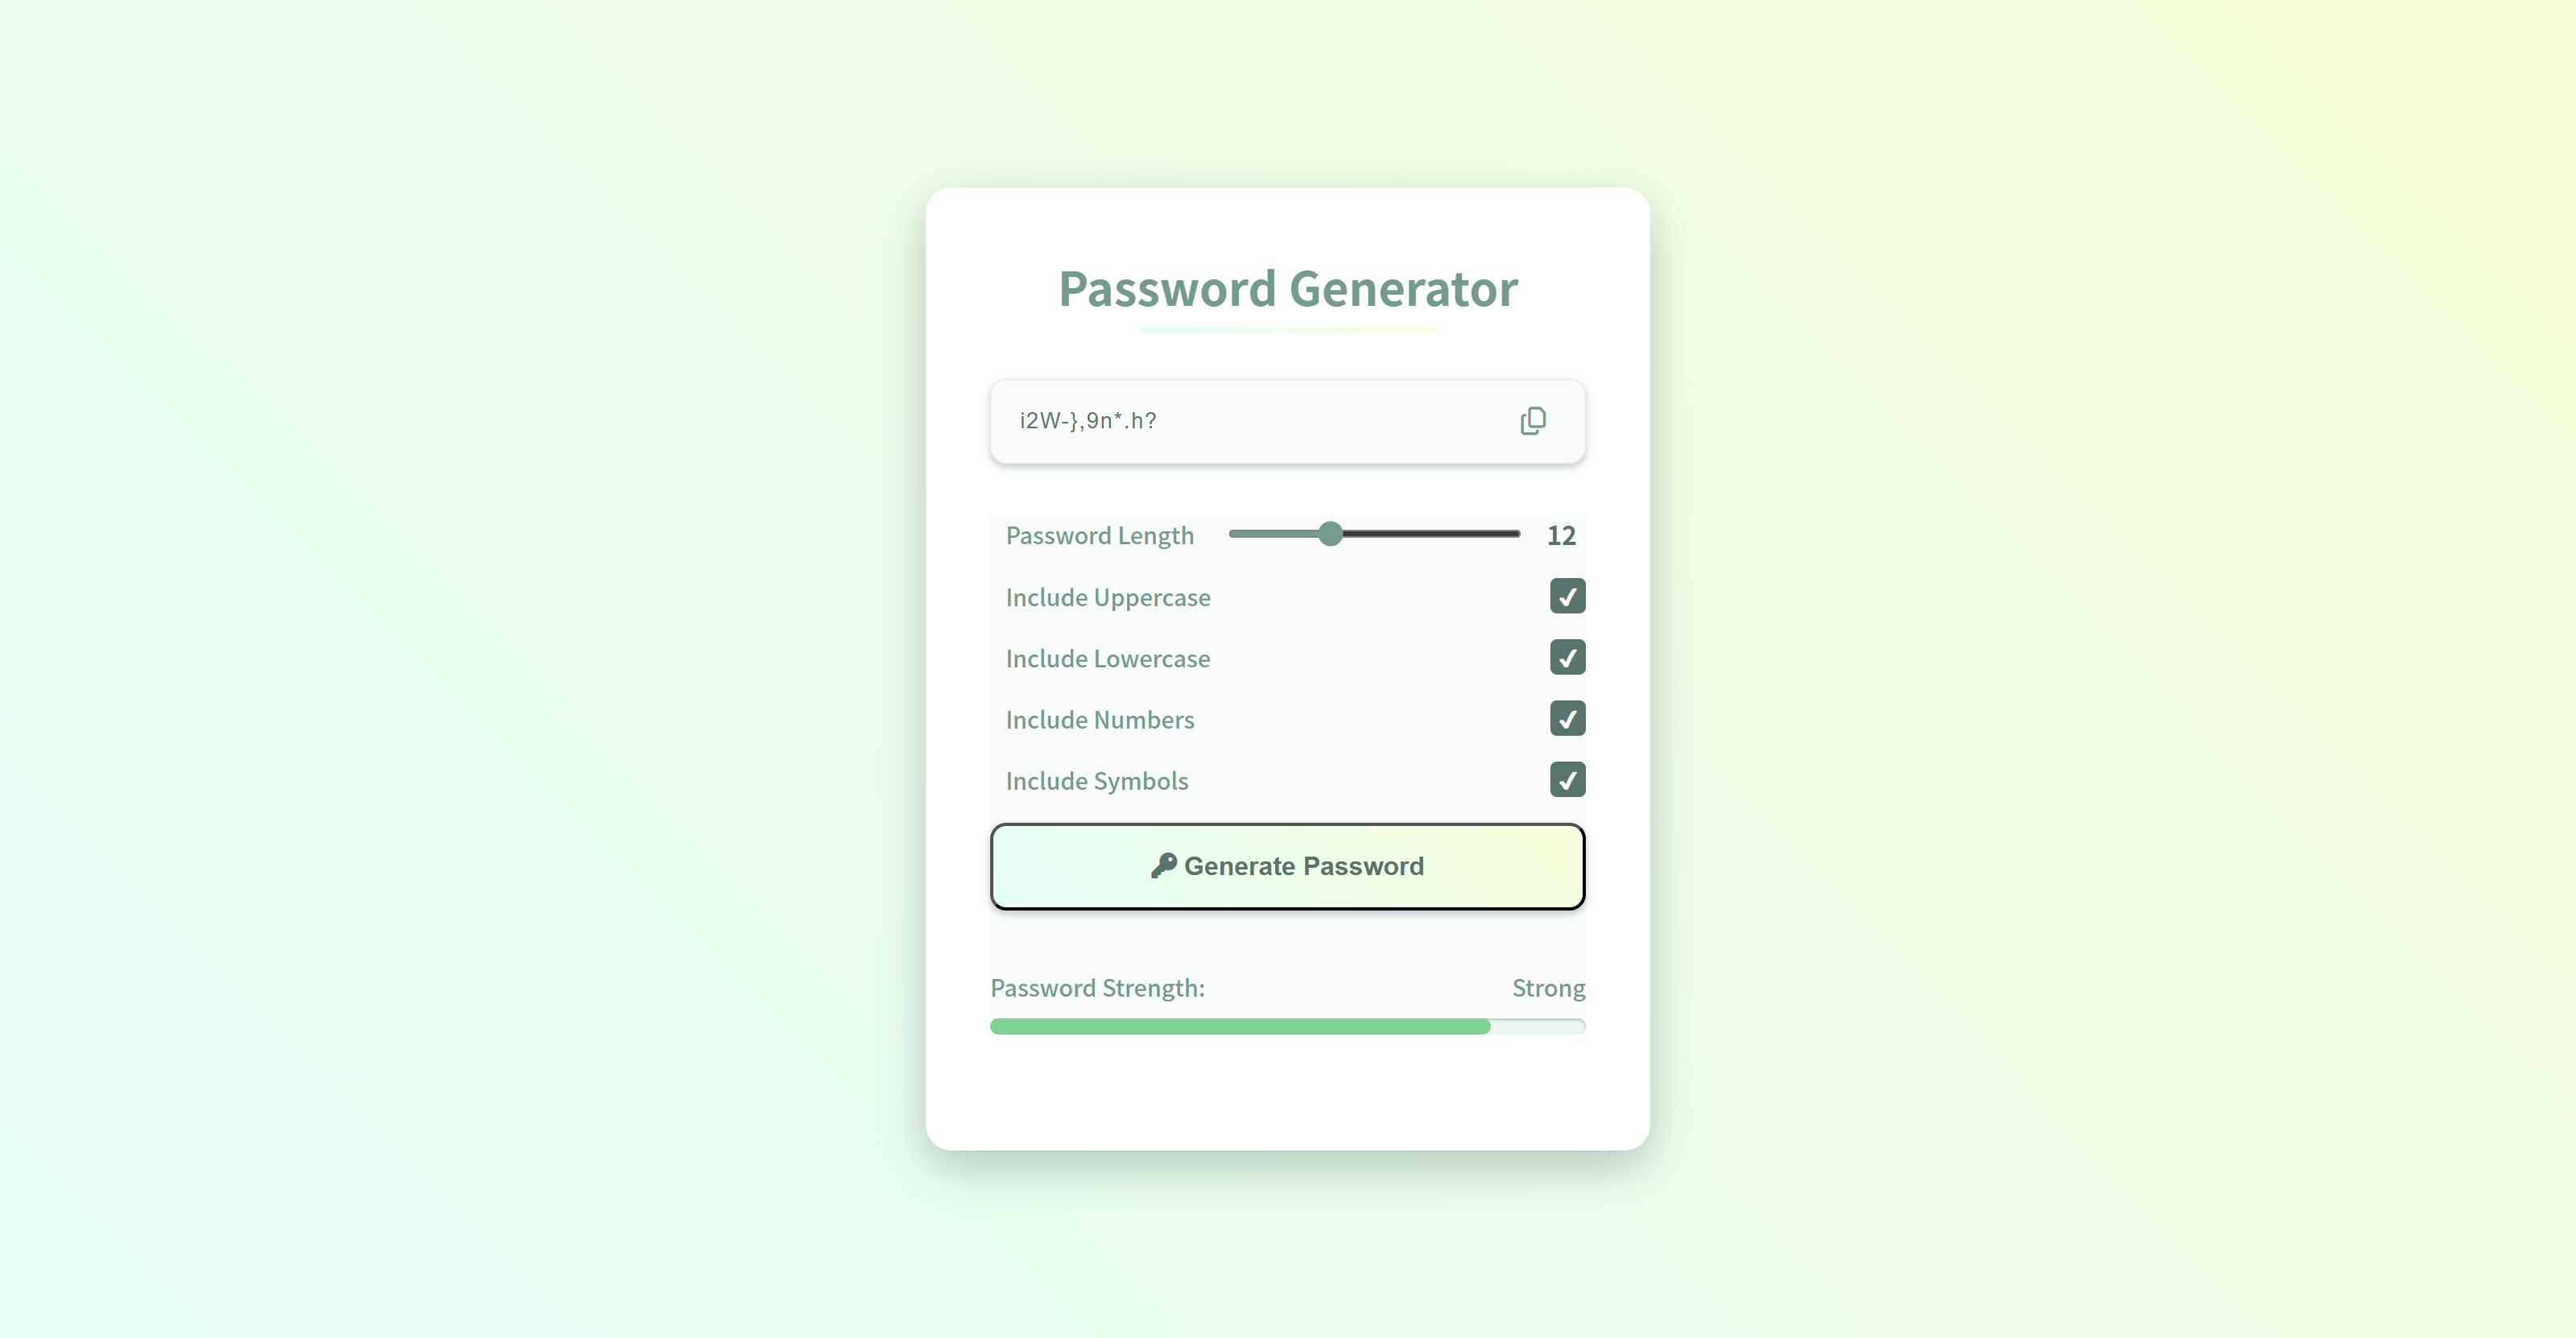 Password Generator
i2W-},9n*.h?
Password Length 12
Include Uppercase
Include Lowercase
Include Numbers
Include Symbols
Generate Password
Password Strength: Strong